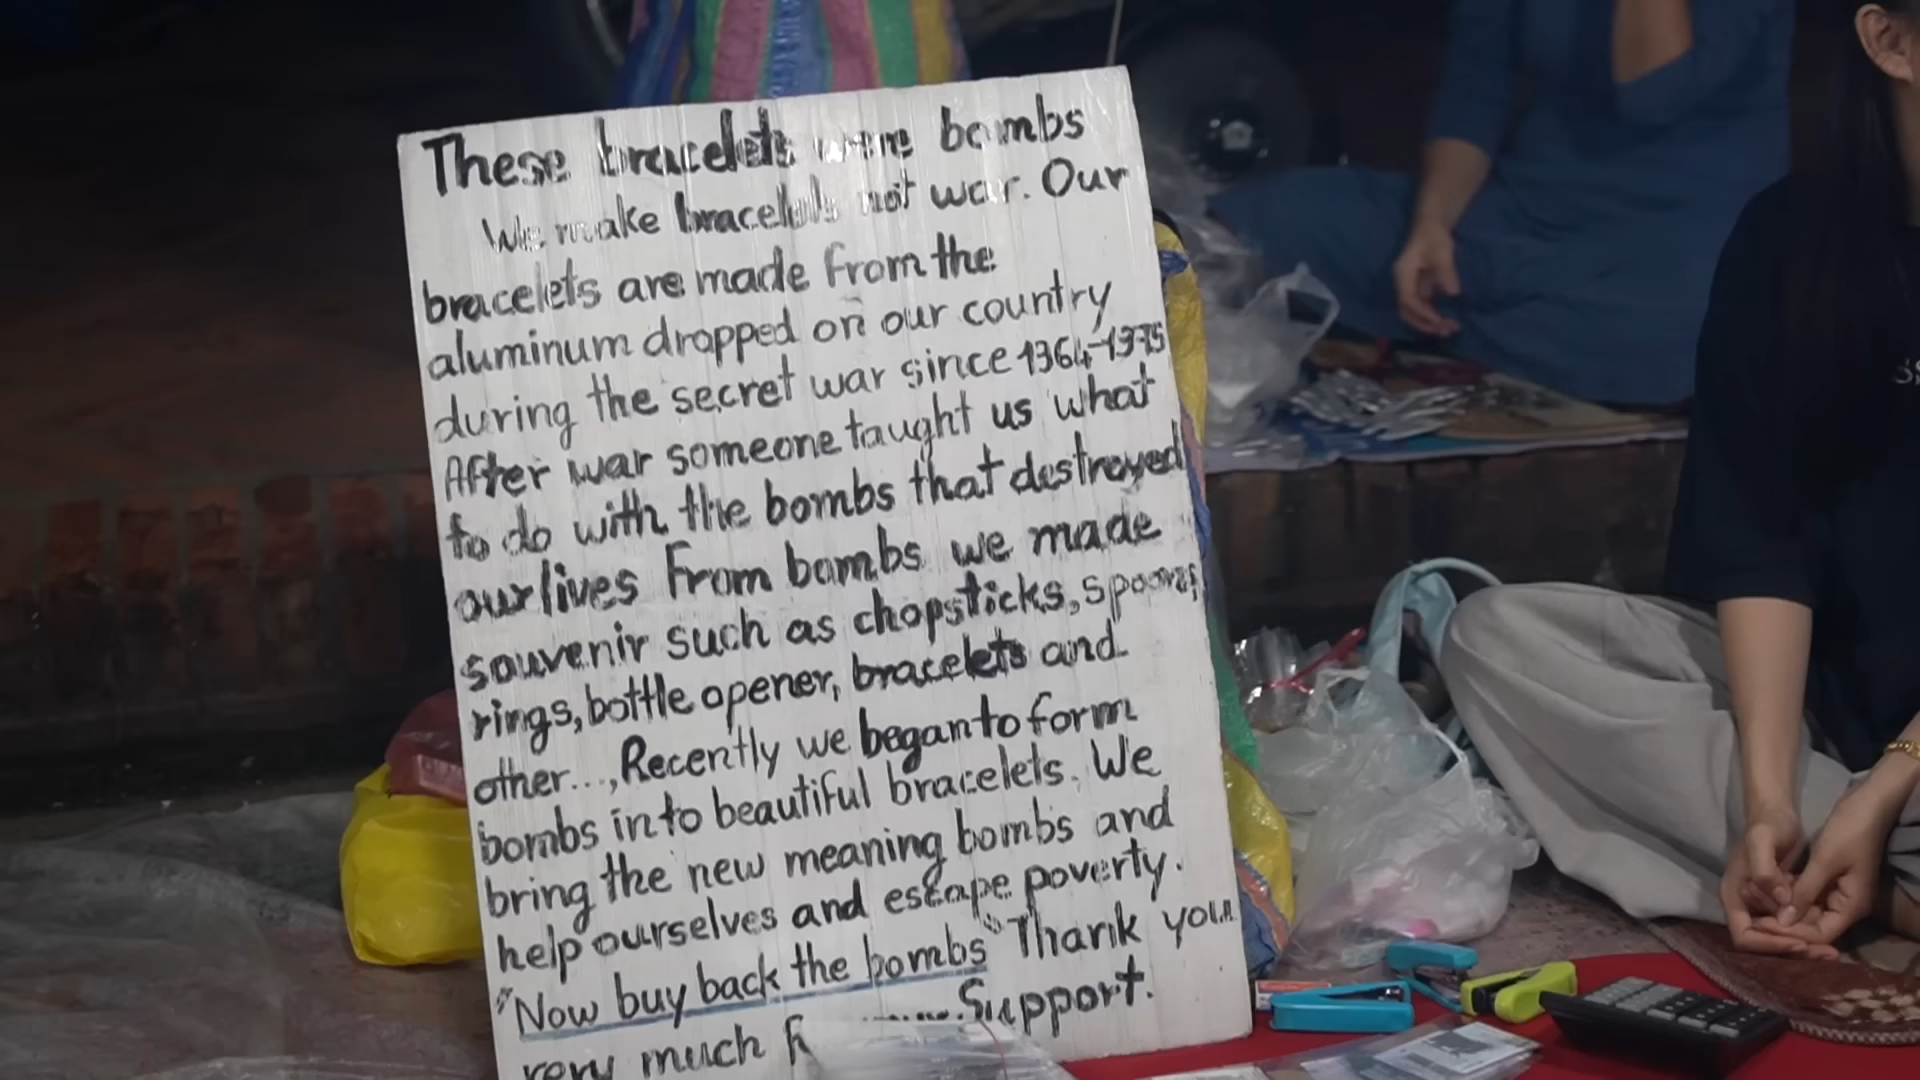 These bracelets were bombs
We make bracelets not war. Our
bracelets are made from the
aluminum dropped on our country
during the secret war since 1964-1975
After war someone taught us what
to do with the bombs that destroyed
our lives From bombs we made
souvenir such as chopsticks, spoons,
rings, bottle opener, bracelets and
other..., Recently we began to form
bombs into beautiful bracelets. We
bring the new meaning bombs and
help ourselves and escape poverty.
"Now buy back the bombs" Thank you
very much Support.